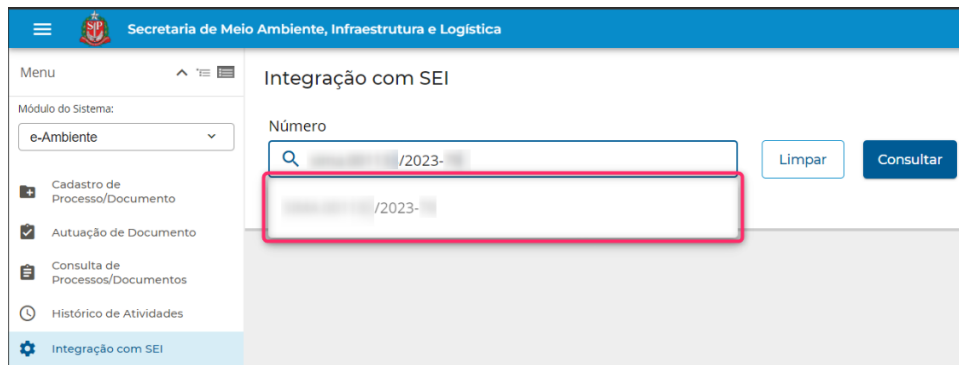 Secretaria de Meio Ambiente, Infraestrutura e Logística
Menu
Módulo do Sistema:
e-Ambiente
Cadastro de
Processo/Documento
Autuação de Documento
Consulta de
Processos/Documentos
Histórico de Atividades
Integração com SEI
Integração com SEI
Número
/2023-
Limpar
Consultar
/2023-